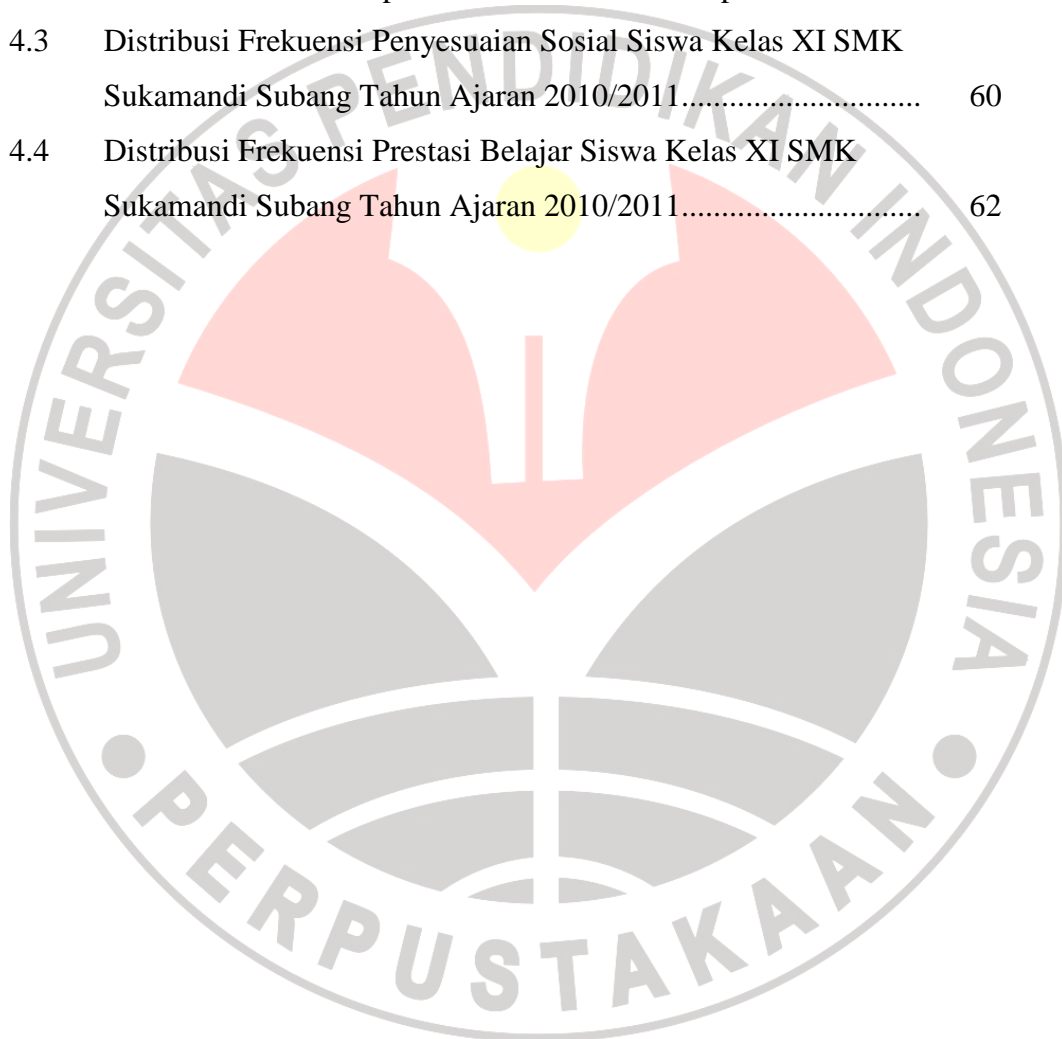 4.3 Distribusi Frekuensi Penyesuaian Sosial Siswa Kelas XI SMK
Sukamandi Subang Tahun Ajaran 2010/2011............................. 60
4.4 Distribusi Frekuensi Prestasi Belajar Siswa Kelas XI SMK
Sukamandi Subang Tahun Ajaran 2010/2011............................. 62
UNIVERSITAS PENDIDIKAN INDONESIA
PERPUSTAKAAN